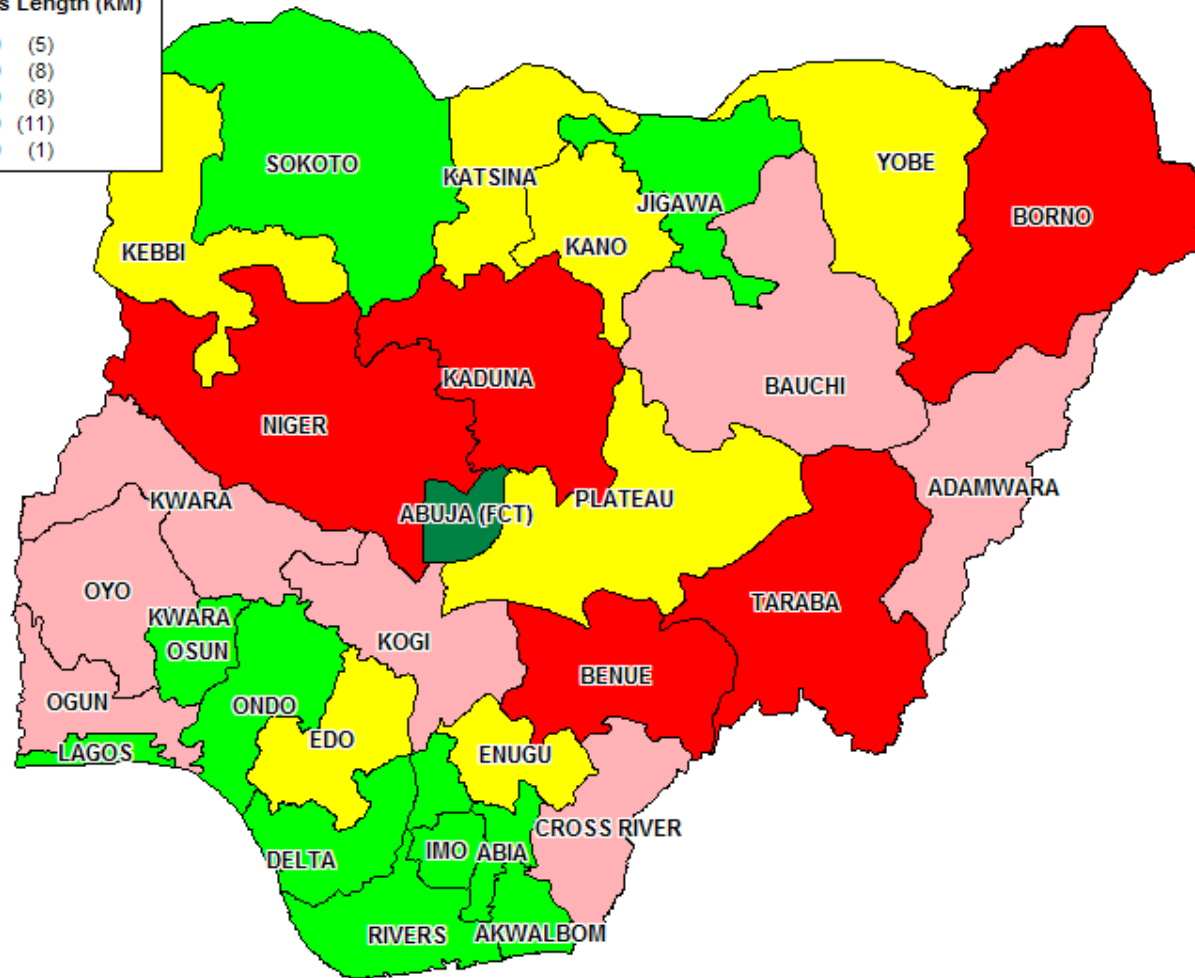 s Length (KM)
(5)
(8)
(8)
(11)
(1)
SOKOTO
KATSINA
YOBE
JIGAWA
BORNO
KEBBI
KANO
KADUNA
BAUCHI
NIGER
ADAMWARA
KWARA
PLATEAU
ABUJA (FCT)
OYO
TARABA
KWARA
OSUN
KOGI
BENUE
OGUN
ONDO
EDO
LAGOS
ENUGU
CROSS RIVER
DELTA
IMO
ABIA
RIVERS
AKWALBOM